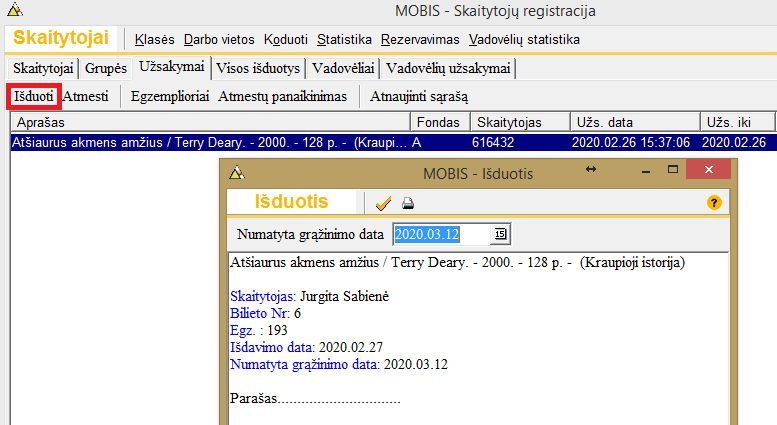 MOBIS - Skaitytojų registracija
Skaitytojai Klasės Darbo vietos Koduoti Statistika Rezervavimas Vadovėlių statistika
Skaitytojai Grupės Užsakymai Visos išduotys Vadovėliai Vadovėlių užsakymai
Išduoti Atmesti Egzemplioriai Atmestų panaikinimas Atnaujinti sąrašą
Aprašas Fondas Skaitytojas Užs. data Užs. iki
Atšiaurus akmens amžius / Terry Deary. - 2000. - 128 p. - (Kraupi... A 616432 2020.02.26 15:37:06 2020.02.26
MOBIS - Išduotis
Išduotis
Numatyta grąžinimo data 2020.03.12 15
Atšiaurus akmens amžius / Terry Deary. - 2000. - 128 p. - (Kraupioji istorija)
Skaitytojas: Jurgita Sabienė
Bilieto Nr: 6
Egz. : 193
Išdavimo data: 2020.02.27
Numatyta grąžinimo data: 2020.03.12
Parašas...............................